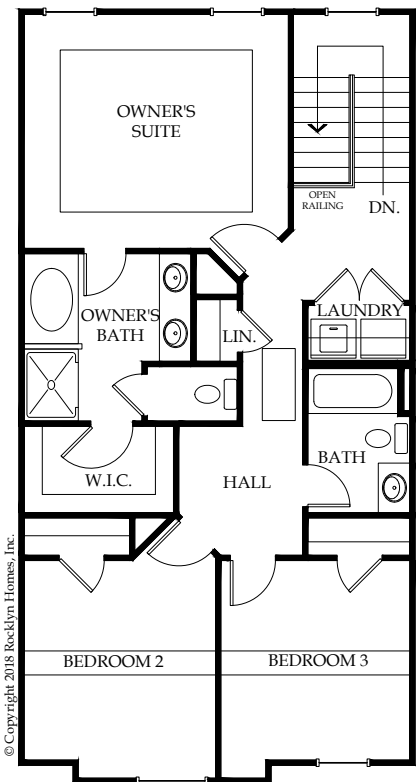 OWNER'S
SUITE
OPEN
RAILING
DN.
OWNER'S
BATH
LIN.
LAUNDRY
W.I.C.
HALL
BATH
BEDROOM 2
BEDROOM 3
© Copyright 2018 Rocklyn Homes, Inc.